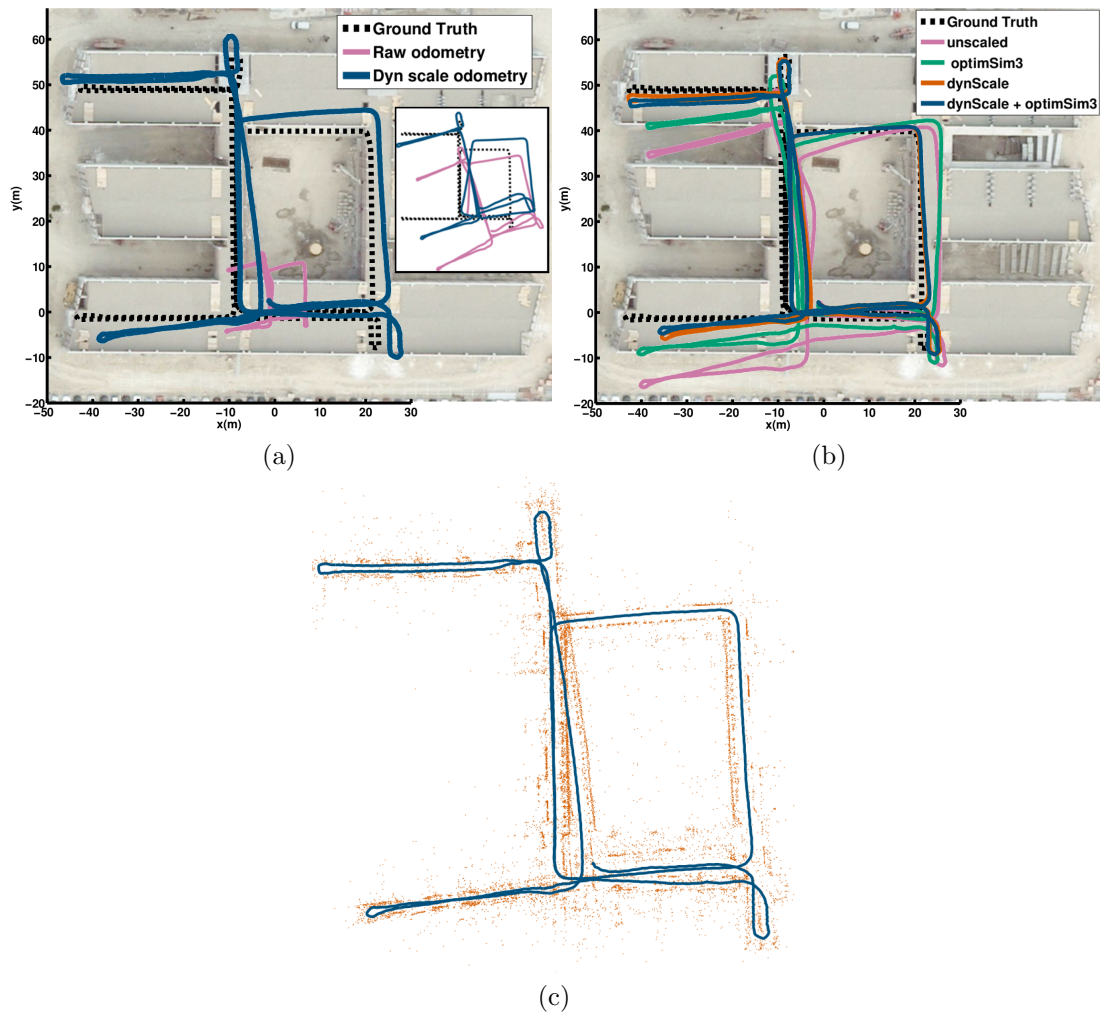 Ground Truth
Raw odometry
Dyn scale odometry
60
50
40
30
20
10
0
−10
−20
y(m)
−50 −40 −30 −20 −10 0 10 20 30
x(m)
(a)
Ground Truth
unscaled
optimSim3
dynScale
dynScale + optimSim3
60
50
40
30
20
10
0
−10
−20
y(m)
−50 −40 −30 −20 −10 0 10 20 30
x(m)
(b)
(c)